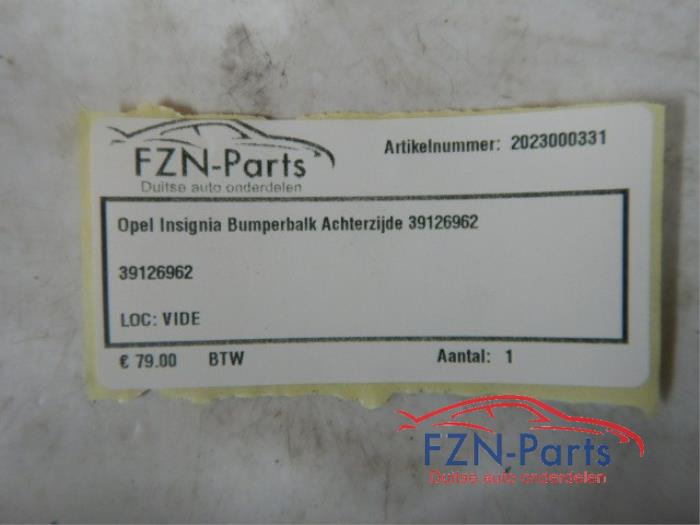 FZN-Parts
Duitse auto onderdelen
Artikelnummer: 2023000331
Opel Insignia Bumperbalk Achterzijde 39126962
39126962
LOC: VIDE
€ 79.00 BTW Aantal: 1
FZN-Parts
Duitse auto onderdelen